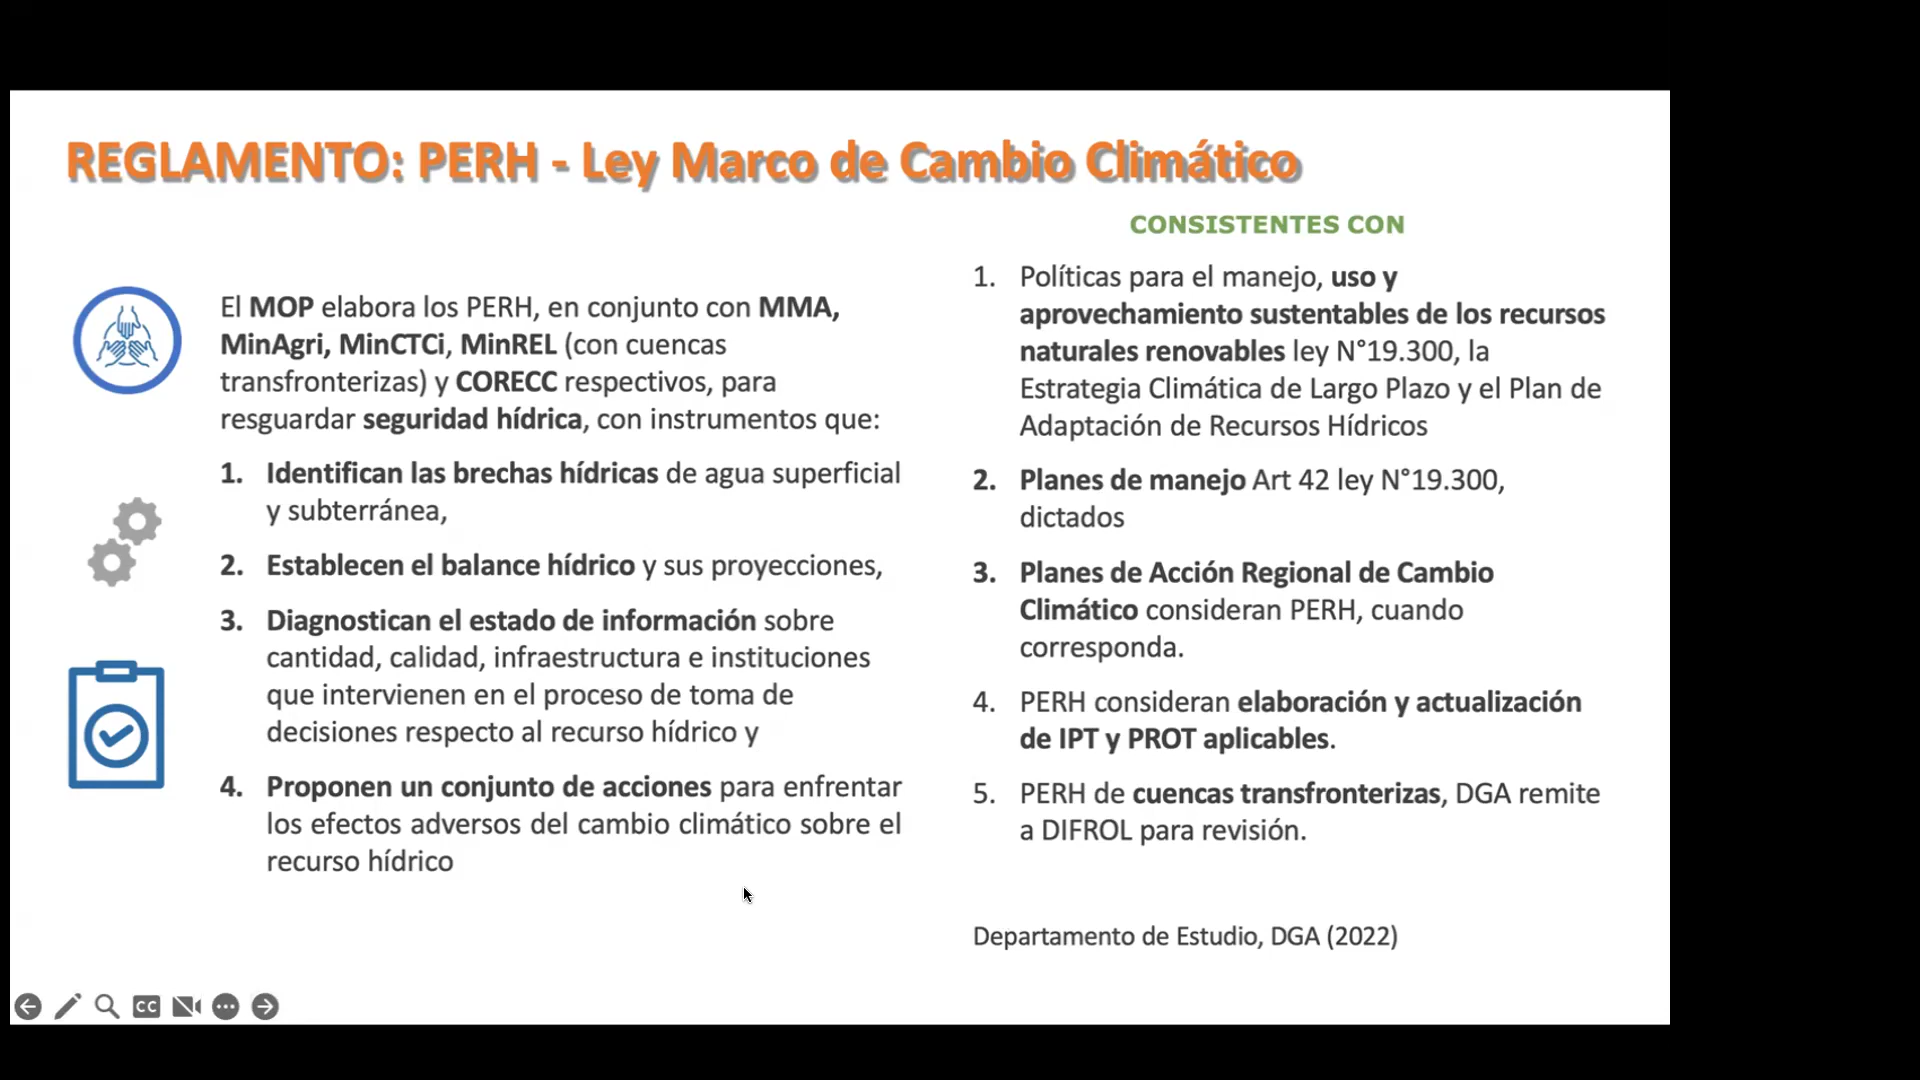 REGLAMENTO: PERH - Ley Marco de Cambio Climático
El MOP elabora los PERH, en conjunto con MMA,
MinAgri, MinCTCi, MinREL (con cuencas
transfronterizas) y CORECC respectivos, para
resguardar seguridad hídrica, con instrumentos que:
1. Identifican las brechas hídricas de agua superficial
y subterránea,
2. Establecen el balance hídrico y sus proyecciones,
3. Diagnostican el estado de información sobre
cantidad, calidad, infraestructura e instituciones
que intervienen en el proceso de toma de
decisiones respecto al recurso hídrico y
4. Proponen un conjunto de acciones para enfrentar
los efectos adversos del cambio climático sobre el
recurso hídrico
CONSISTENTES CON
1. Políticas para el manejo, uso y
aprovechamiento sustentables de los recursos
naturales renovables ley N°19.300, la
Estrategia Climática de Largo Plazo y el Plan de
Adaptación de Recursos Hídricos
2. Planes de manejo Art 42 ley N°19.300,
dictados
3. Planes de Acción Regional de Cambio
Climático consideran PERH, cuando
corresponda.
4. PERH consideran elaboración y actualización
de IPT y PROT aplicables.
5. PERH de cuencas transfronterizas, DGA remite
a DIFROL para revisión.
Departamento de Estudio, DGA (2022)
CC